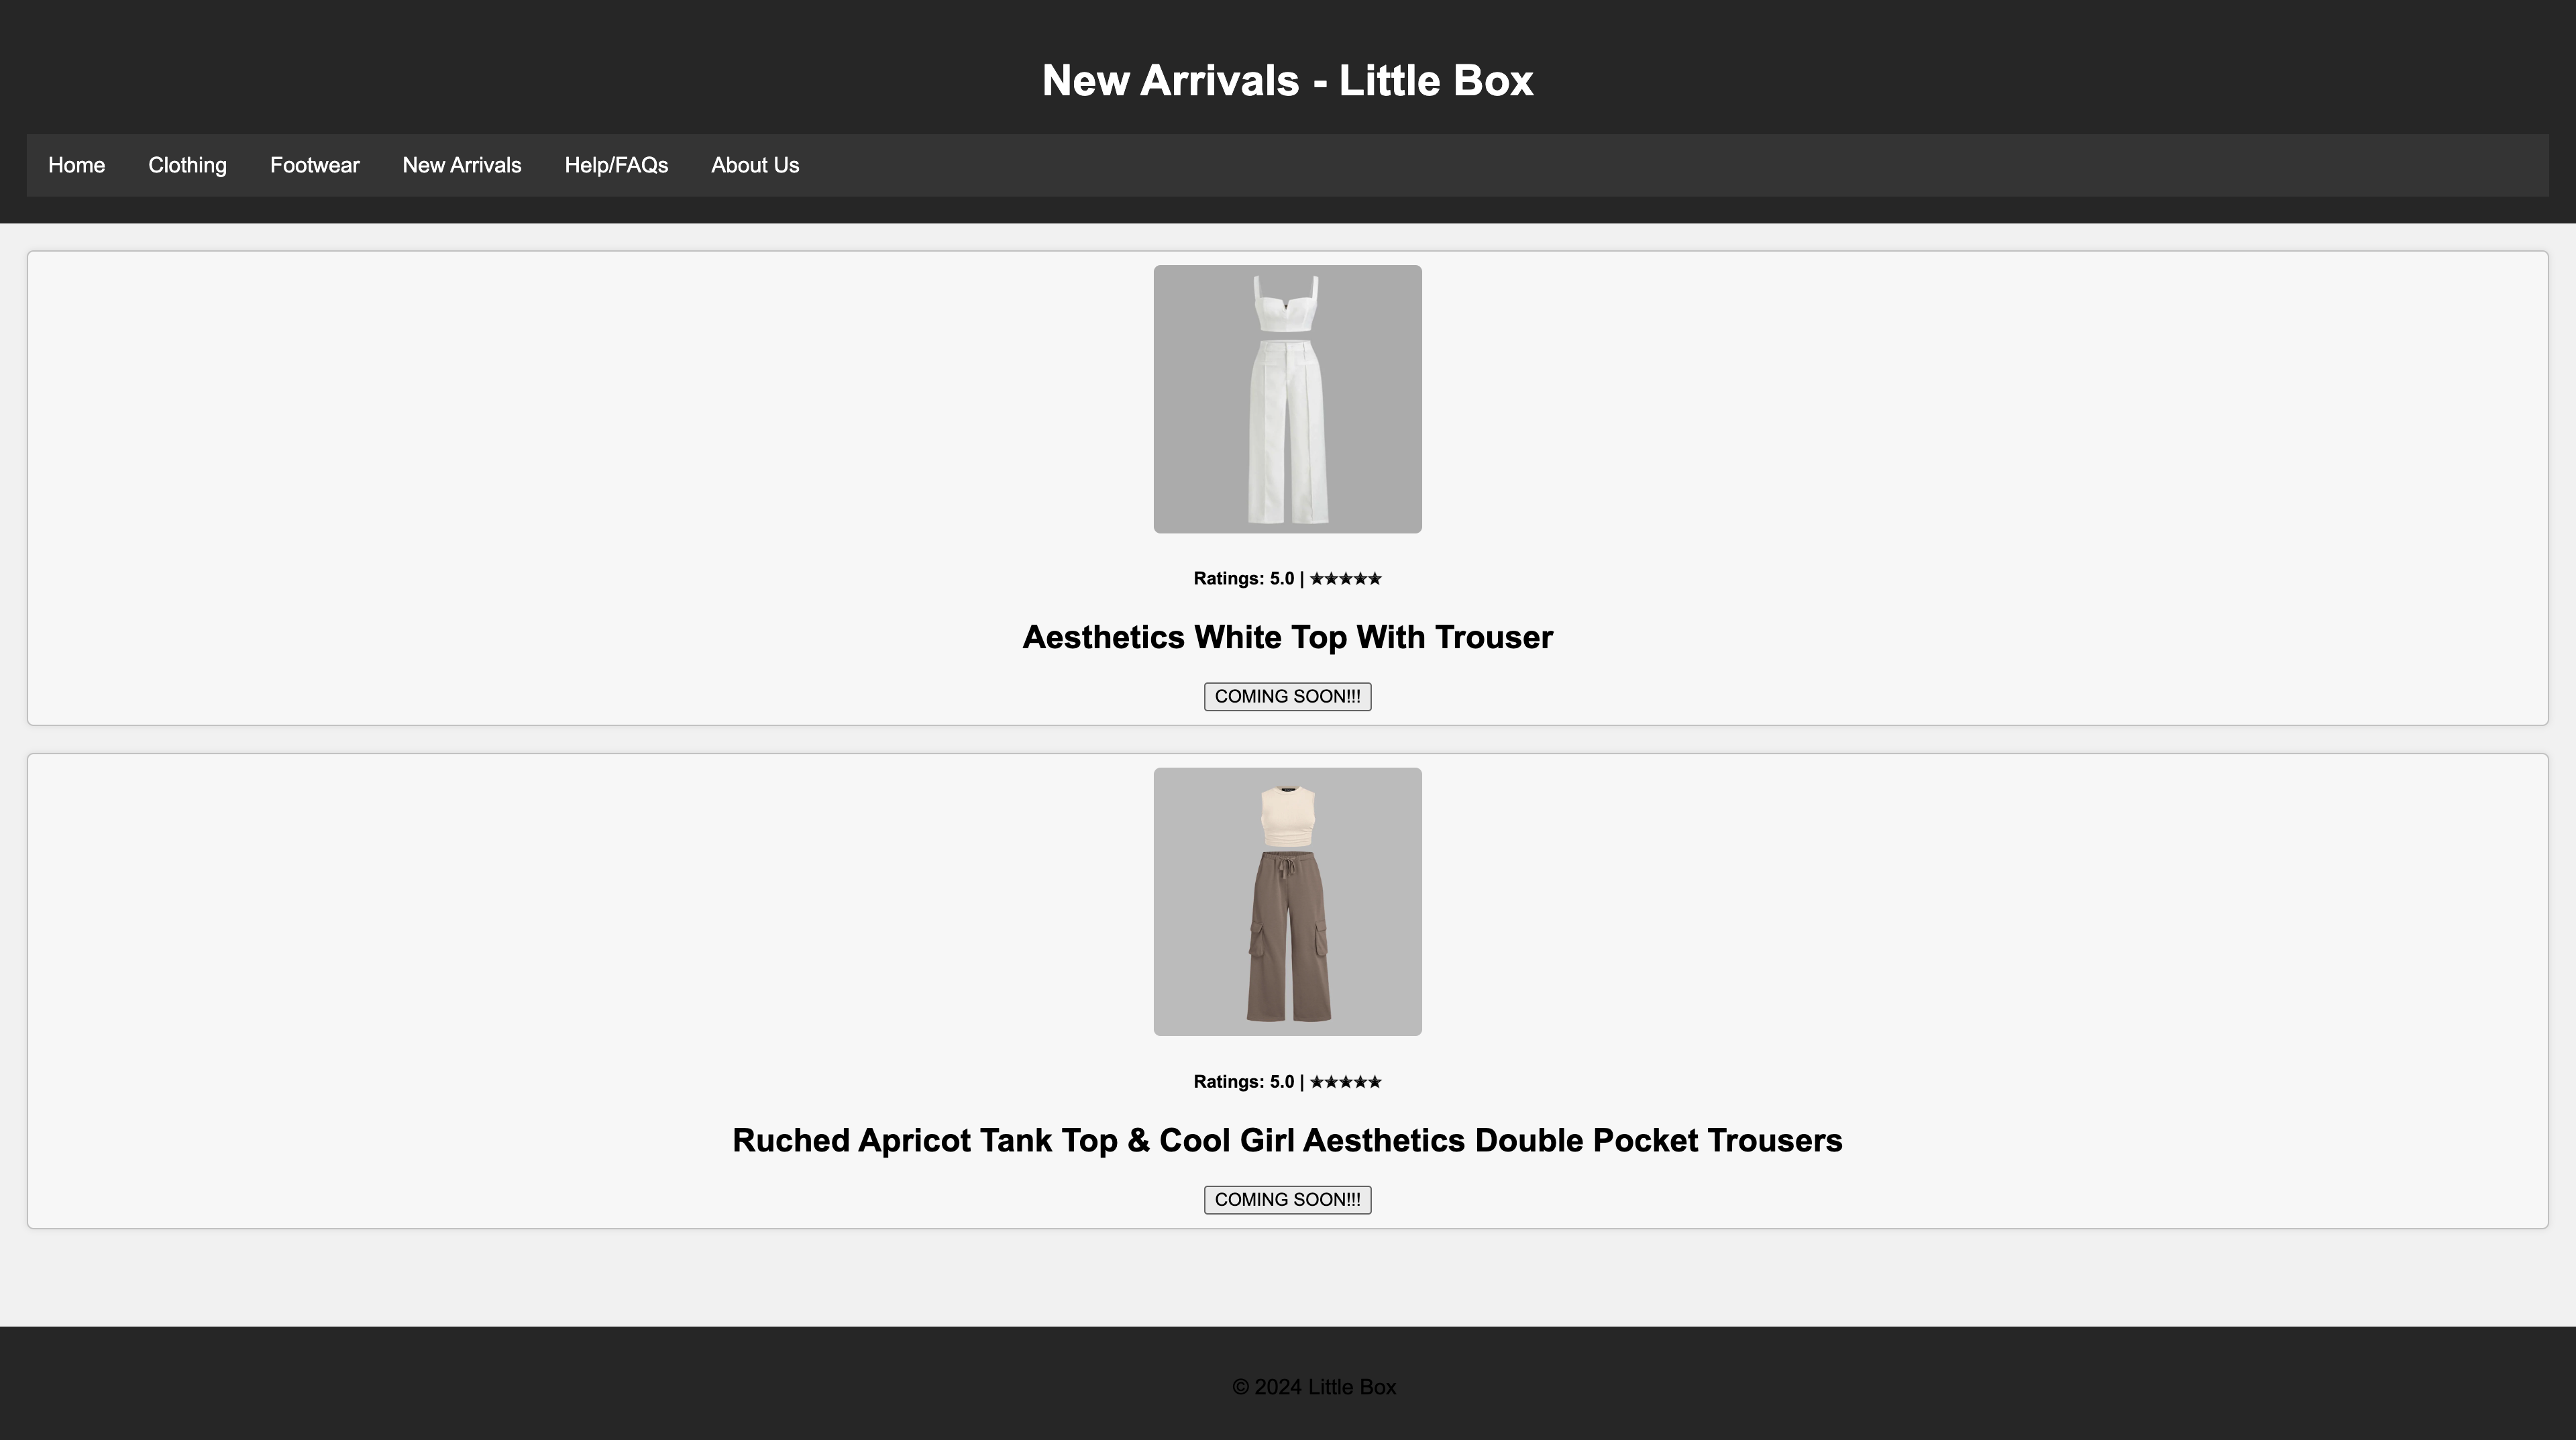 New Arrivals - Little Box
Home Clothing Footwear New Arrivals Help/FAQs About Us
Ratings: 5.0 | ★★★★★
Aesthetics White Top With Trouser
COMING SOON!!!
Ratings: 5.0 | ★★★★★
Ruched Apricot Tank Top & Cool Girl Aesthetics Double Pocket Trousers
COMING SOON!!!
© 2024 Little Box